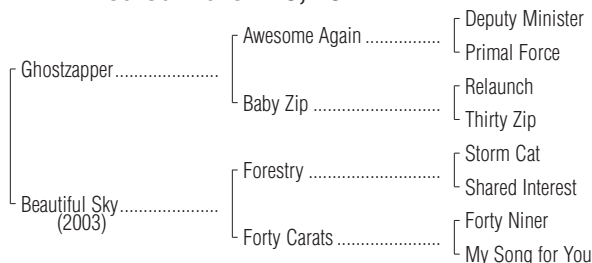 Awesome Again
Deputy Minister
Primal Force
Ghostzapper
Baby Zip
Relaunch
Thirty Zip
Forestry
Storm Cat
Shared Interest
Beautiful Sky
(2003)
Forty Carats
Forty Niner
My Song for You